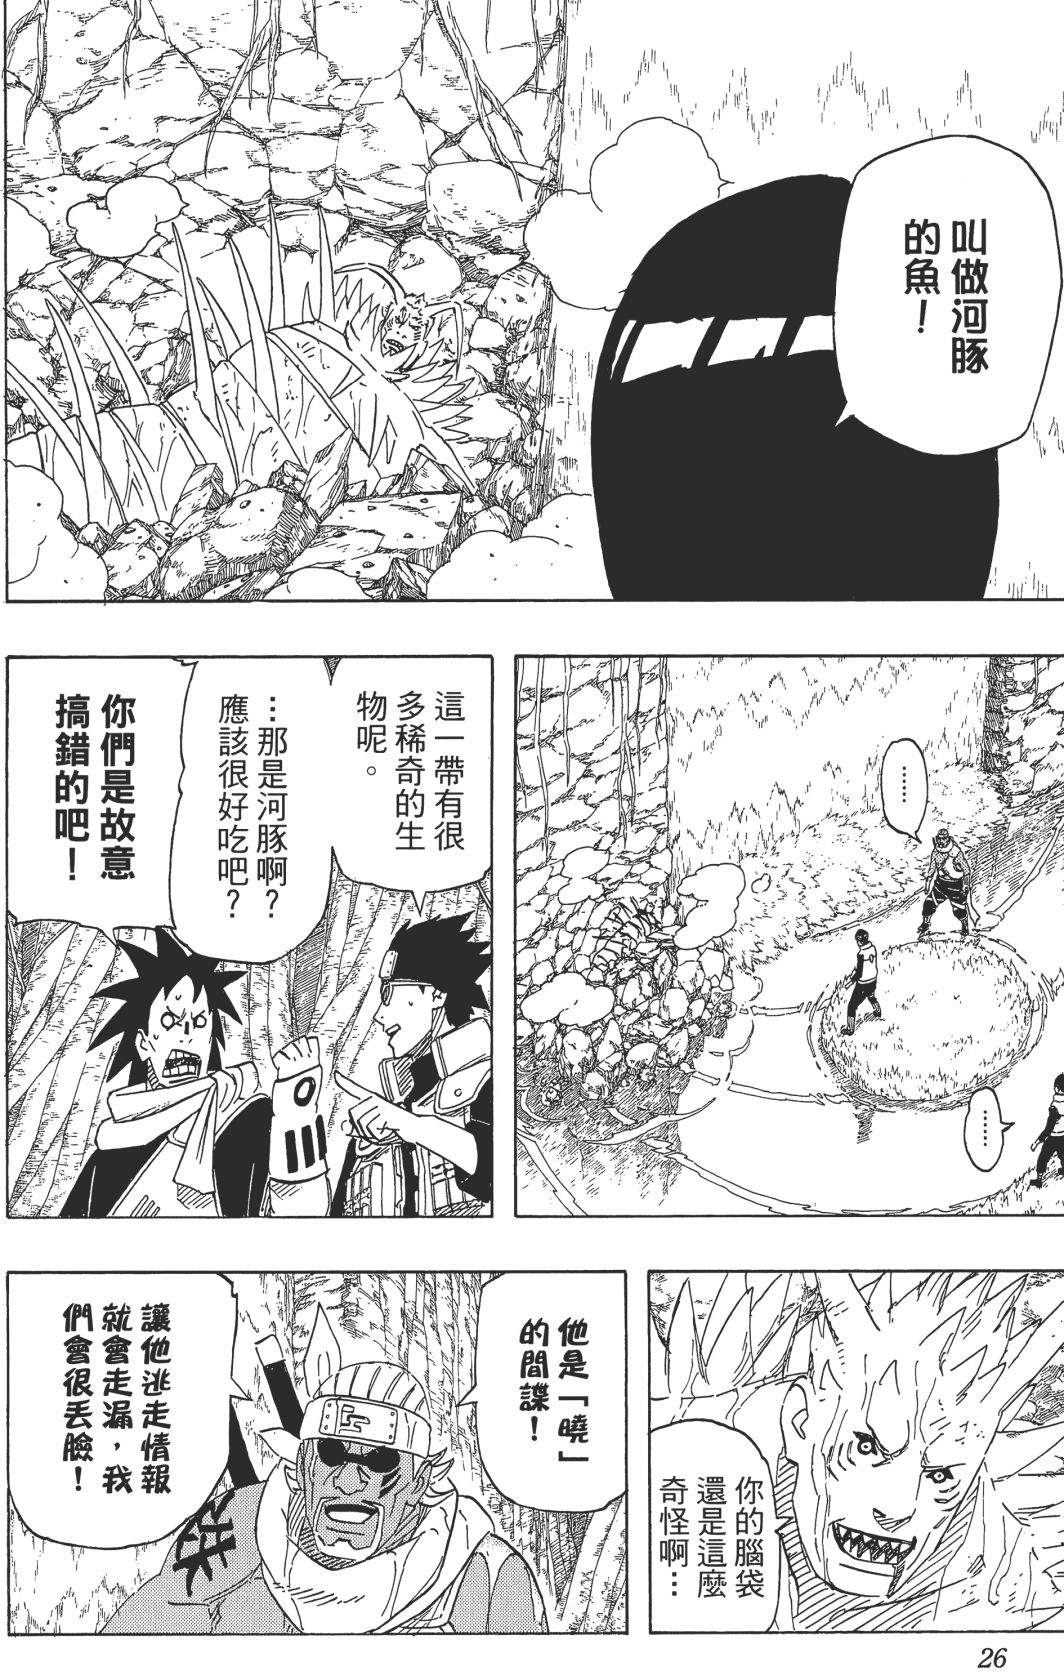 叫做河豚
的魚！
⋯⋯
⋯⋯
這一帶有很
多稀奇的生
物呢。
⋯那是河豚啊？
應該很好吃吧？
你們是故意
搞錯的吧！
你的腦袋
還是這麼
奇怪啊⋯
他是「曉」
的間諜！
讓他逃走情報
就會走漏，我
們會很丟臉！
26